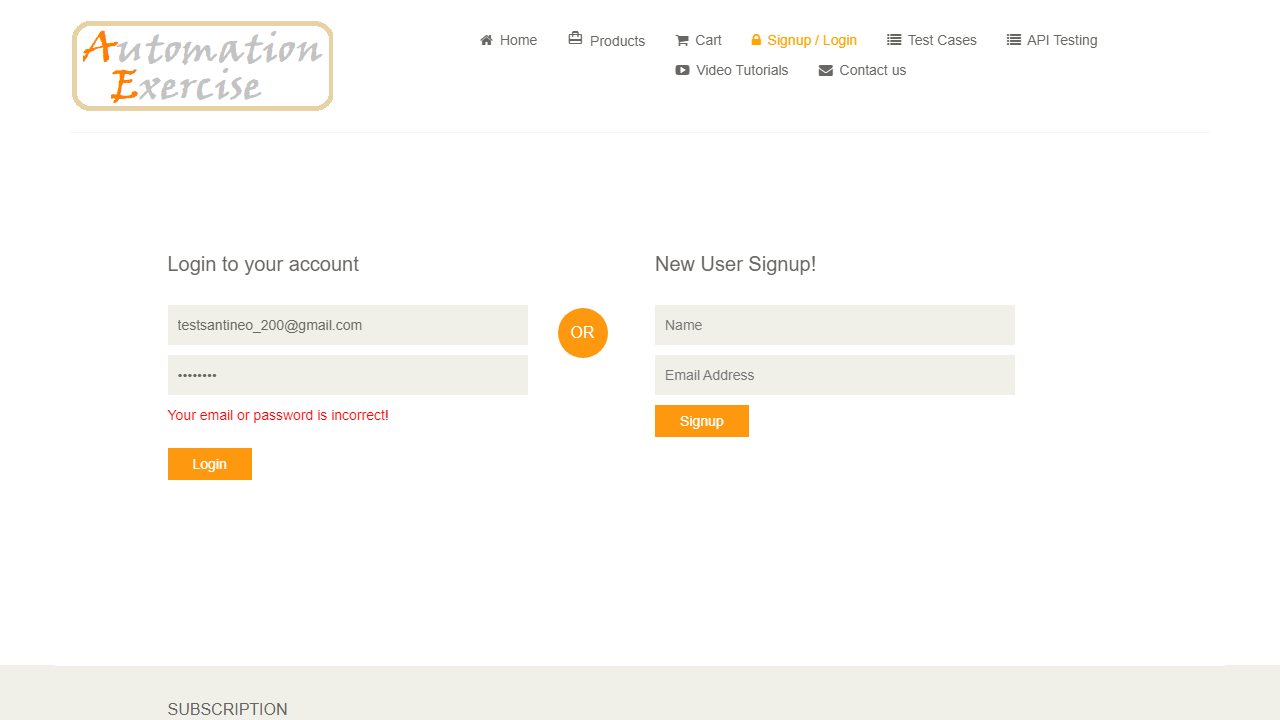 Automation
Exercise
Home
Products
Cart
Signup / Login
Test Cases
API Testing
Video Tutorials
Contact us
Login to your account
testsantineo_200@gmail.com
••••••••
Your email or password is incorrect!
Login
OR
New User Signup!
Name
Email Address
Signup
SUBSCRIPTION